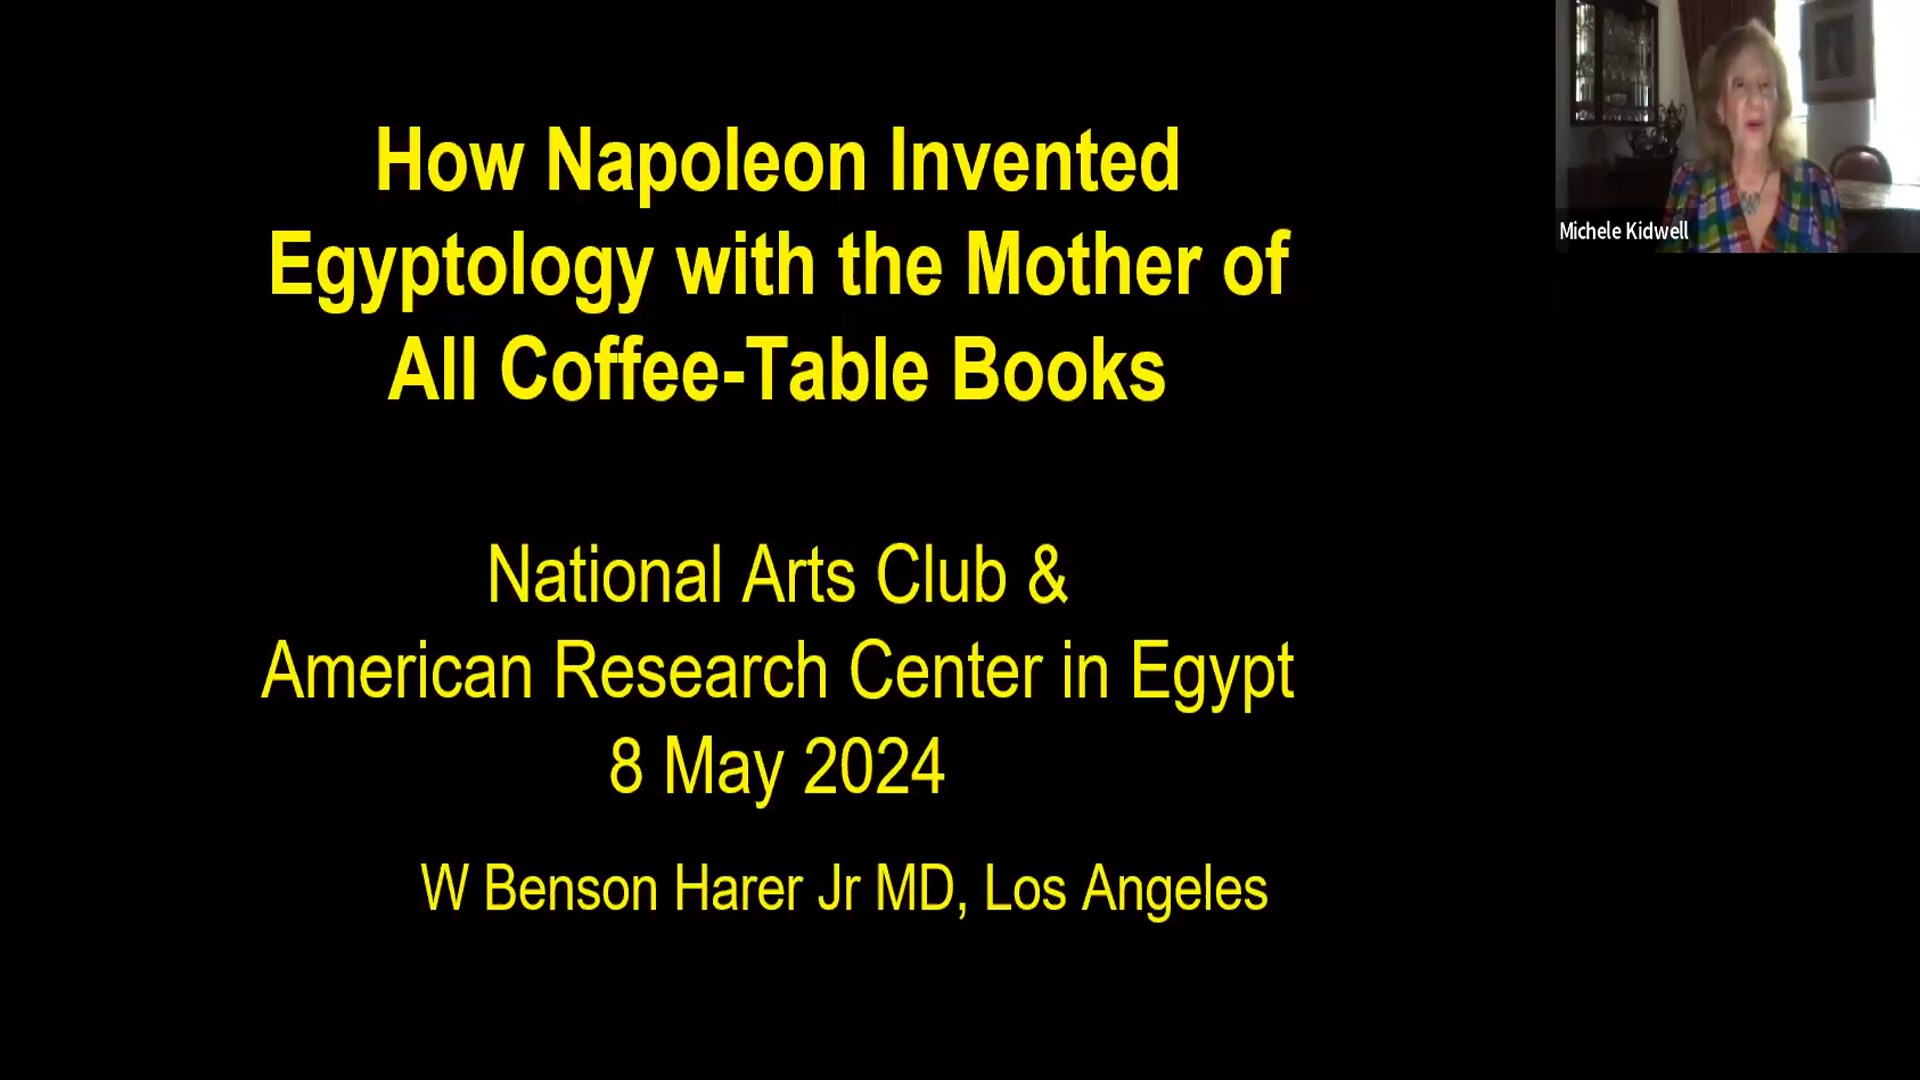 How Napoleon Invented
Egyptology with the Mother of
All Coffee-Table Books
National Arts Club &
American Research Center in Egypt
8 May 2024
W Benson Harer Jr MD, Los Angeles
Michele Kidwell